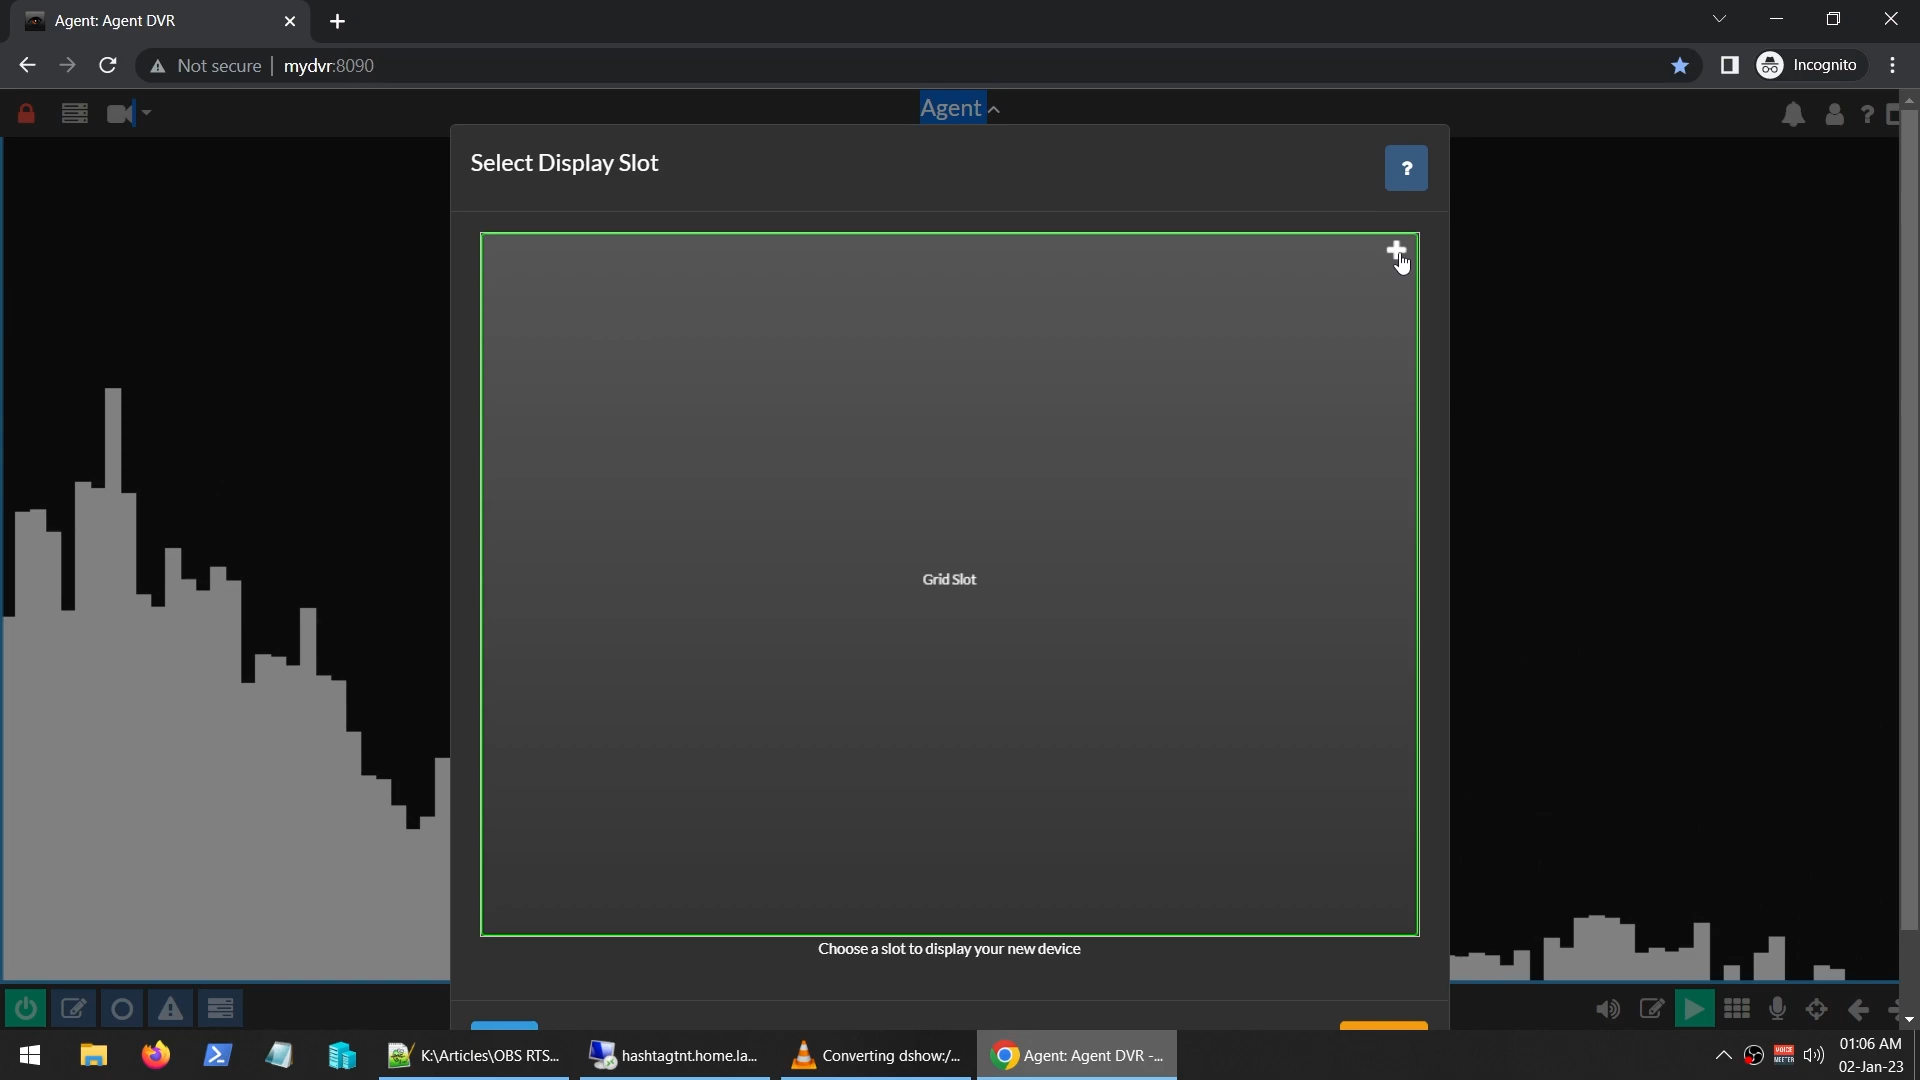 Agent: Agent DVR
Not secure
mydvr:8090
Incognito
Agent
?
Select Display Slot
?
Grid Slot
Choose a slot to display your new device
K:\Articles\OBS RTS...
hashtagtnt.home.la...
Converting dshow:/...
Agent: Agent DVR -...
VOICE
MEETER
01:06 AM
02-Jan-23